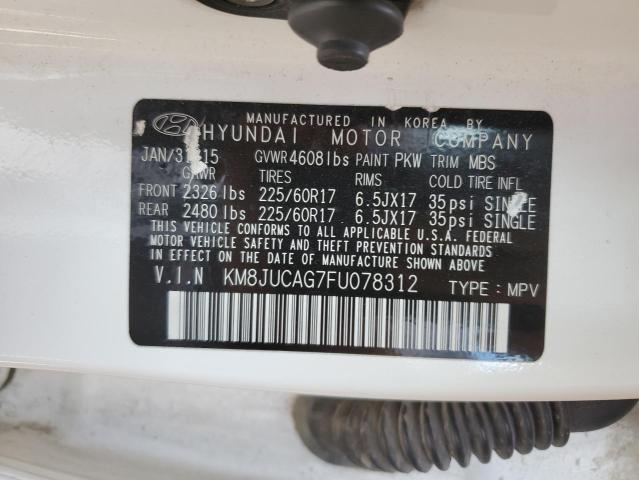 MANUFACTURED IN KOREA BY
HYUNDAI MOTOR COMPANY
JAN/31/15 GVWR 4608lbs PAINT PKW TRIM MBS
GAWR TIRES RIMS COLD TIRE INFL
FRONT 2326 lbs 225/60R17 6.5JX17 35psi SINGLE
REAR 2480 lbs 225/60R17 6.5JX17 35psi SINGLE
THIS VEHICLE CONFORMS TO ALL APPLICABLE U.S.A. FEDERAL
MOTOR VEHICLE SAFETY AND THEFT PREVENTION STANDARDS
IN EFFECT ON THE DATE OF MANUFACTURE SHOWN ABOVE.
V.I.N KM8JUCAG7FU078312 TYPE : MPV